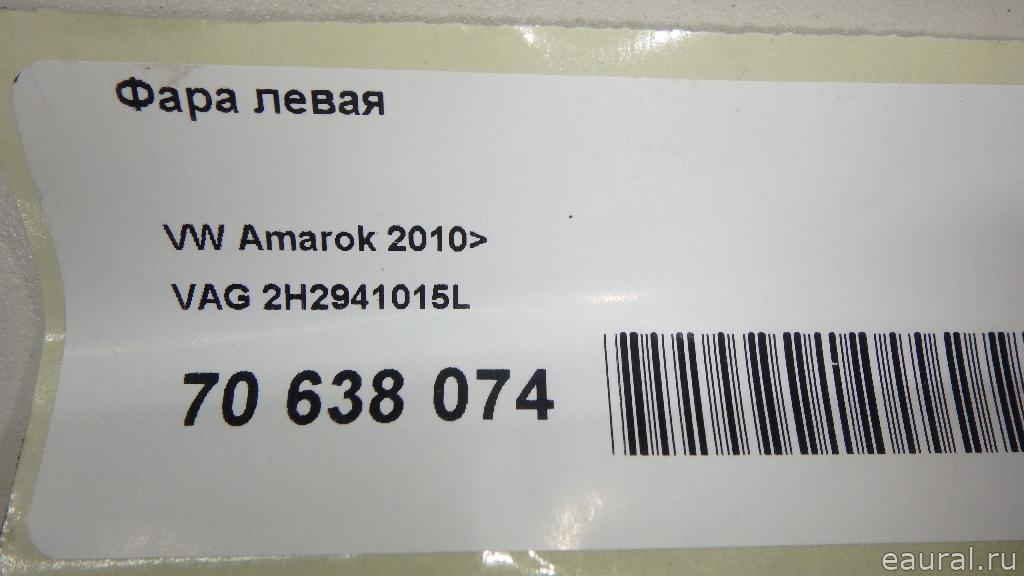 Фара левая
VW Amarok 2010>
VAG 2H2941015L
70 638 074
eaural.ru